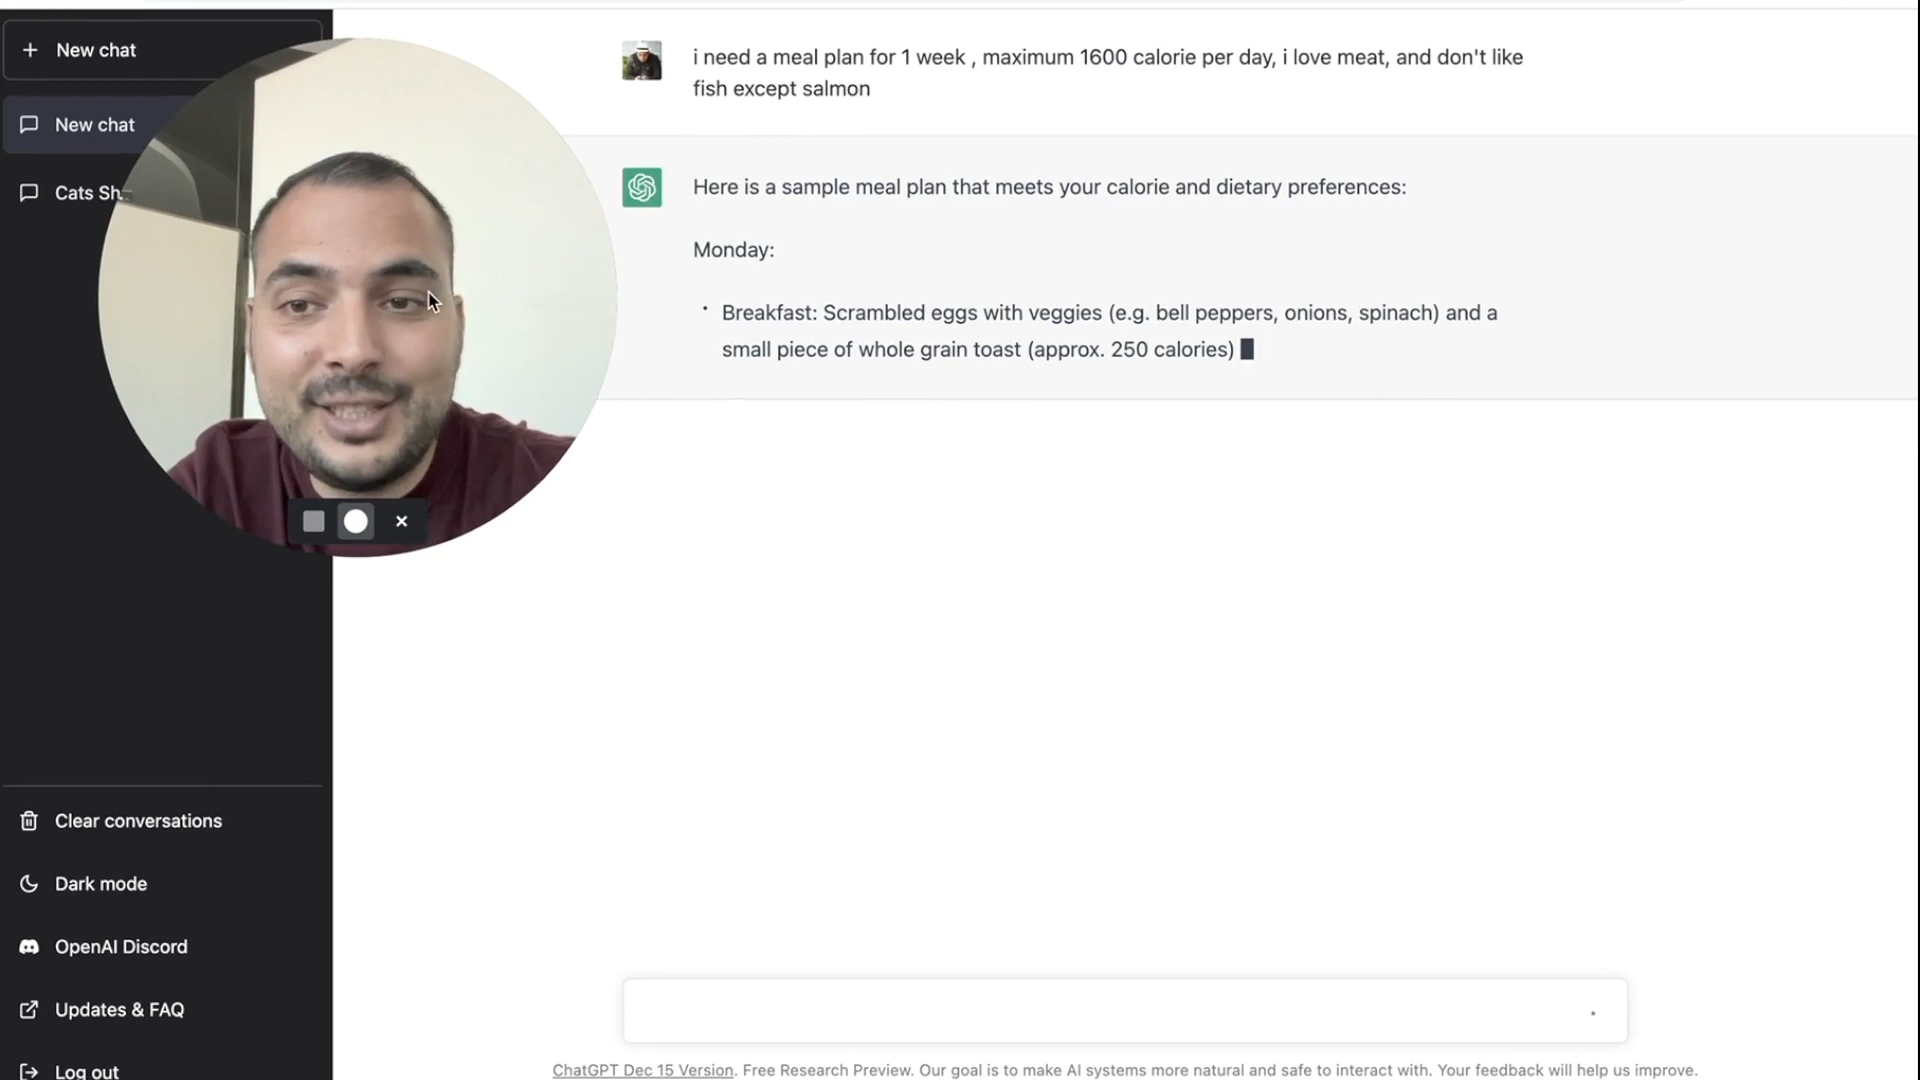 New chat
New chat
Cats Sh
i need a meal plan for 1 week , maximum 1600 calorie per day, i love meat, and don't like
fish except salmon
Here is a sample meal plan that meets your calorie and dietary preferences:
Monday:
• Breakfast: Scrambled eggs with veggies (e.g. bell peppers, onions, spinach) and a
small piece of whole grain toast (approx. 250 calories)
Clear conversations
Dark mode
OpenAI Discord
Updates & FAQ
Log out
ChatGPT Dec 15 Version. Free Research Preview. Our goal is to make AI systems more natural and safe to interact with. Your feedback will help us improve.